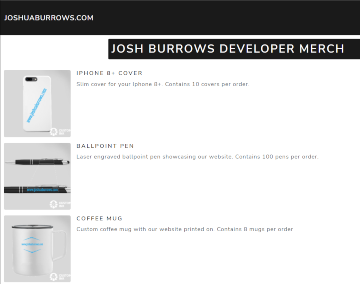 JOSHUABURROWS.COM
JOSH BURROWS DEVELOPER MERCH
IPHONE 8+ COVER
Slim cover for your Iphone 8+. Contains 10 covers per order
BALLPOINT PEN
Laser engraved ballpoint pen showcasing our website. Contains 100 pens per order
COFFEE MUG
Custom coffee mug with our website printed on. Contains 8 mugs per order